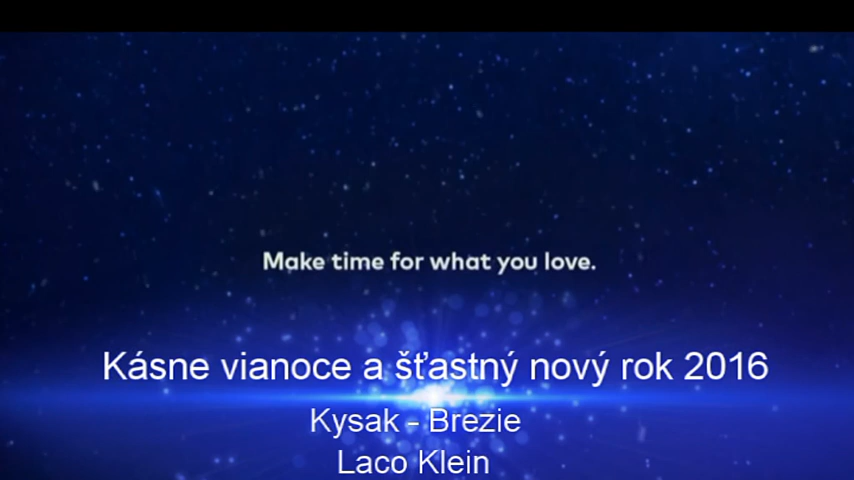 Make time for what you love.
Kásne vianoce a šťastný nový rok 2016
Kysak - Brezie
Laco Klein